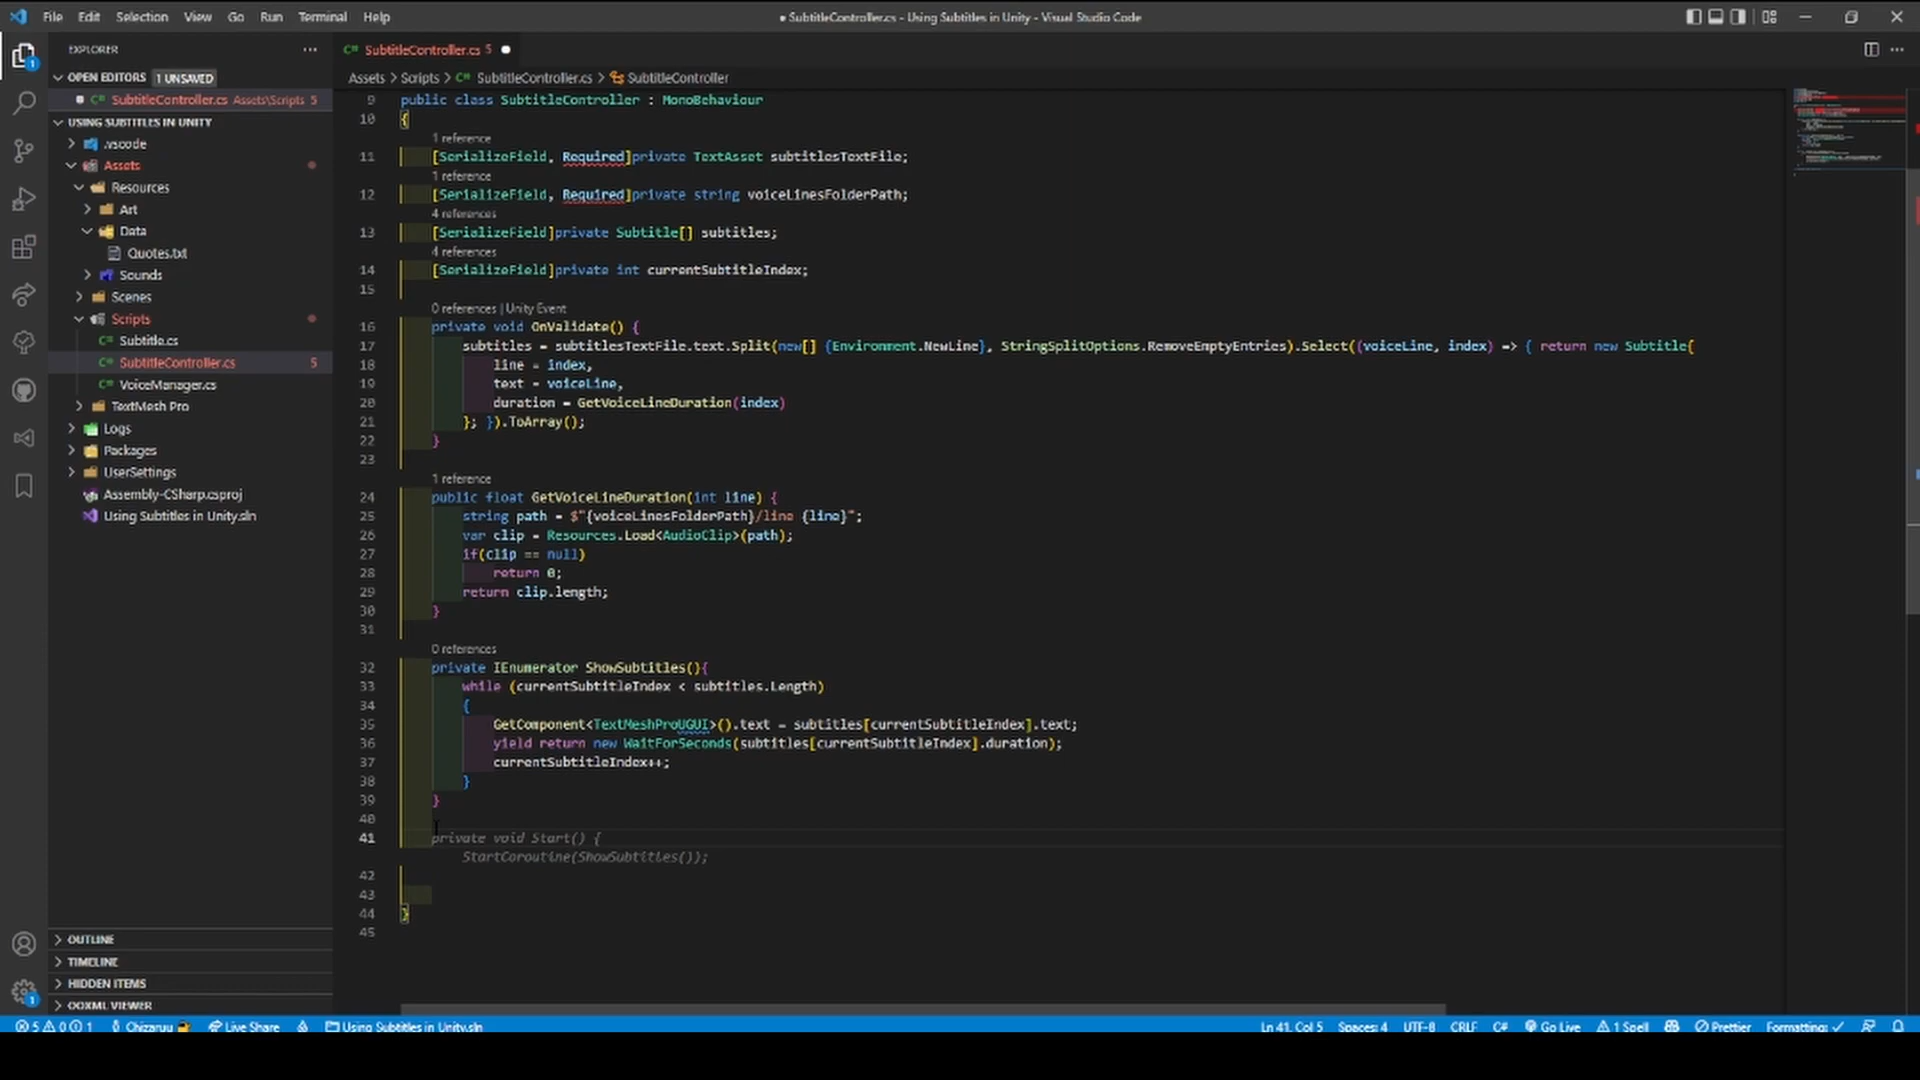 File Edit Selection View Go Run Terminal Help
● SubtitleController.cs - Using Subtitles in Unity - Visual Studio Code
EXPLORER
SubtitleController.cs 5
OPEN EDITORS 1 UNSAVED
Assets > Scripts > SubtitleController.cs > SubtitleController
SubtitleController.cs Assets\Scripts 5
USING SUBTITLES IN UNITY
.vscode
Assets
Resources
Art
Data
Quotes.txt
Sounds
Scenes
Scripts
Subtitle.cs
SubtitleController.cs 5
VoiceManager.cs
TextMesh Pro
Logs
Packages
UserSettings
Assembly-CSharp.csproj
Using Subtitles in Unity.sln
OUTLINE
TIMELINE
HIDDEN ITEMS
OOXML VIEWER
9 public class SubtitleController : MonoBehaviour
10 {
1 reference
11 [SerializeField, Required]private TextAsset subtitlesTextFile;
1 reference
12 [SerializeField, Required]private string voiceLinesFolderPath;
4 references
13 [SerializeField]private Subtitle[] subtitles;
4 references
14 [SerializeField]private int currentSubtitleIndex;
15
0 references | Unity Event
16 private void OnValidate() {
17 subtitles = subtitlesTextFile.text.Split(new[] {Environment.NewLine}, StringSplitOptions.RemoveEmptyEntries).Select((voiceLine, index) => { return new Subtitle{
18 line = index,
19 text = voiceLine,
20 duration = GetVoiceLineDuration(index)
21 }; }).ToArray();
22 }
23
1 reference
24 public float GetVoiceLineDuration(int line) {
25 string path = $"{voiceLinesFolderPath}/line {line}";
26 var clip = Resources.Load<AudioClip>(path);
27 if(clip == null)
28 return 0;
29 return clip.length;
30 }
31
0 references
32 private IEnumerator ShowSubtitles(){
33 while (currentSubtitleIndex < subtitles.Length)
34 {
35 GetComponent<TextMeshProUGUI>().text = subtitles[currentSubtitleIndex].text;
36 yield return new WaitForSeconds(subtitles[currentSubtitleIndex].duration);
37 currentSubtitleIndex++;
38 }
39 }
40
41 private void Start() {
StartCoroutine(ShowSubtitles());
42
43
44 }
45
5 0 1 Chizaruu Live Share Using Subtitles in Unity.sln Ln 41, Col 5 Spaces: 4 UTF-8 CRLF C# Go Live 1 Spell Prettier Formatting: ✓